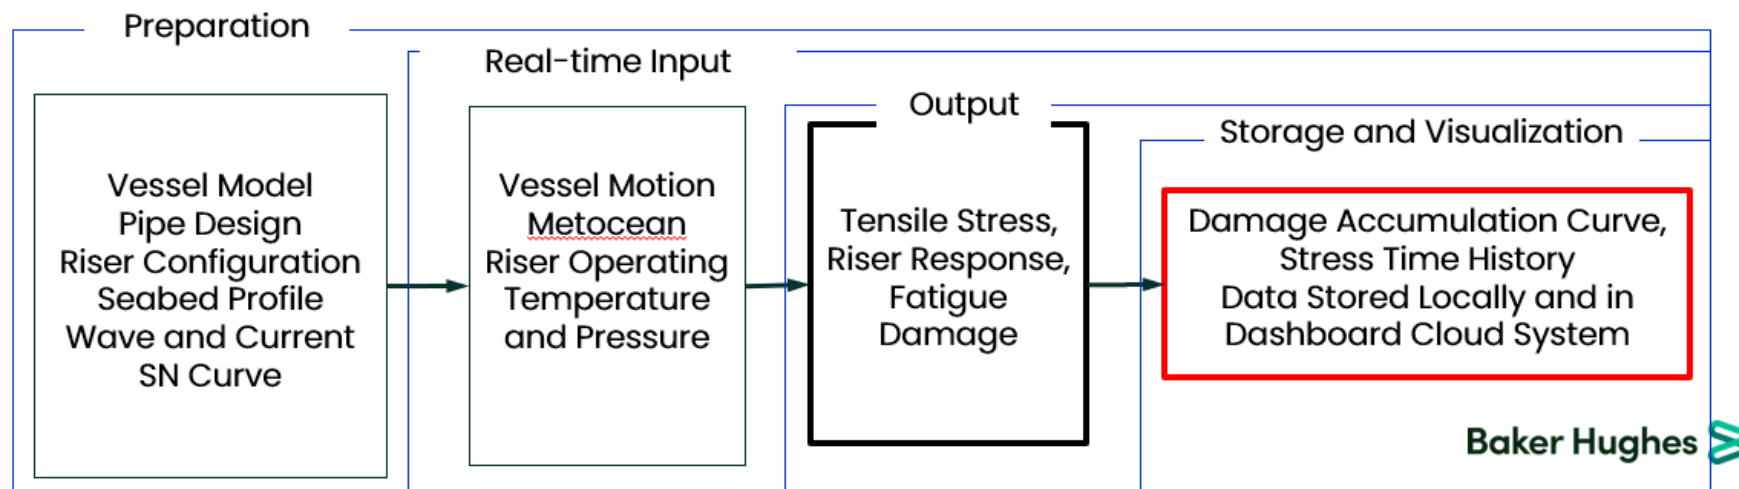 Preparation
Real-time Input
Output
Storage and Visualization
Vessel Model
Pipe Design
Riser Configuration
Seabed Profile
Wave and Current
SN Curve
Vessel Motion
Metocean
Riser Operating
Temperature
and Pressure
Tensile Stress,
Riser Response,
Fatigue
Damage
Damage Accumulation Curve,
Stress Time History
Data Stored Locally and in
Dashboard Cloud System
Baker Hughes